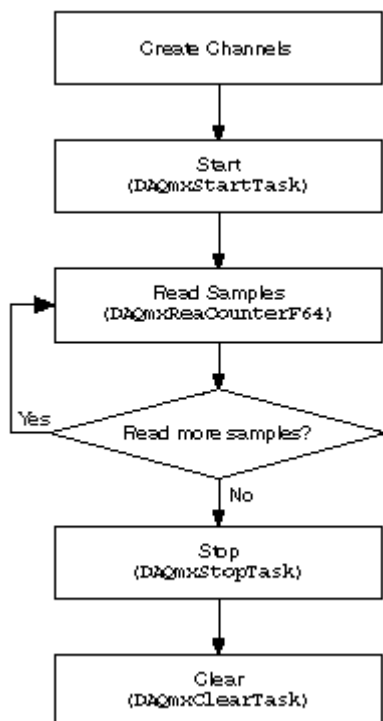 Create Channels
Start
(DAQmxStartTask)
Read Samples
(DAQmxReaCounterF64)
Yes
Read more samples?
No
Stop
(DAQmxStopTask)
Clear
(DAQmxClearTask)